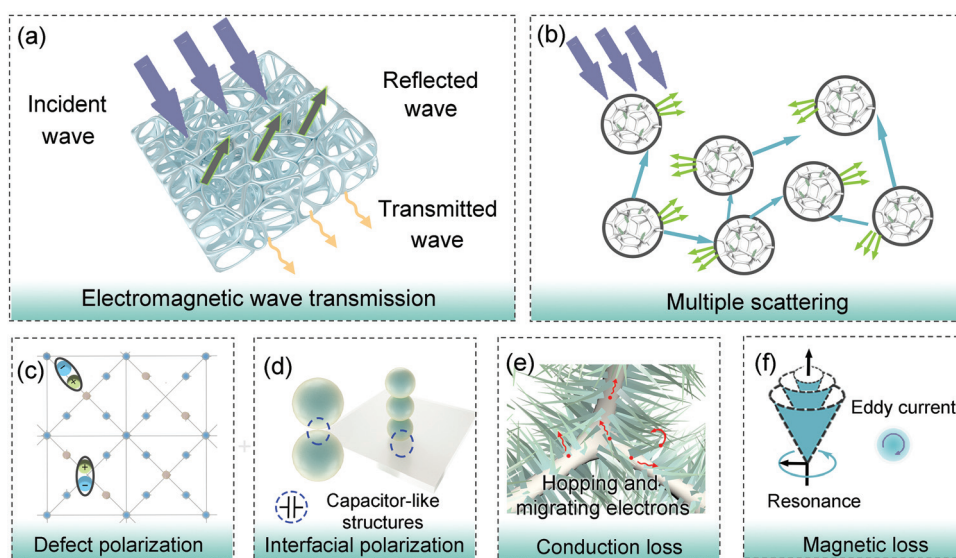 (a)
Incident
wave
Reflected
wave
Transmitted
wave
Electromagnetic wave transmission
(b)
Multiple scattering
(c)
- +
+ -
Defect polarization
(d)
Capacitor-like
structures
Interfacial polarization
(e)
Hopping and
migrating electrons
Conduction loss
(f)
Eddy current
Resonance
Magnetic loss